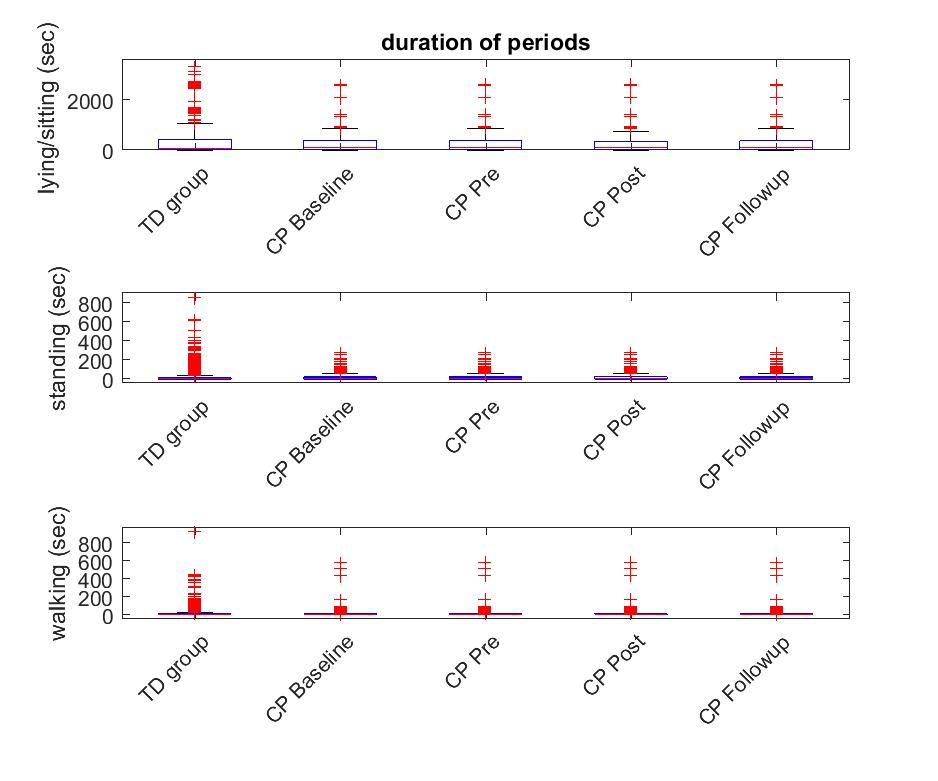 duration of periods
lying/sitting (sec)
2000
0
TD group
CP Baseline
CP Pre
CP Post
CP Followup
standing (sec)
800
600
400
200
0
TD group
CP Baseline
CP Pre
CP Post
CP Followup
walking (sec)
800
600
400
200
0
TD group
CP Baseline
CP Pre
CP Post
CP Followup